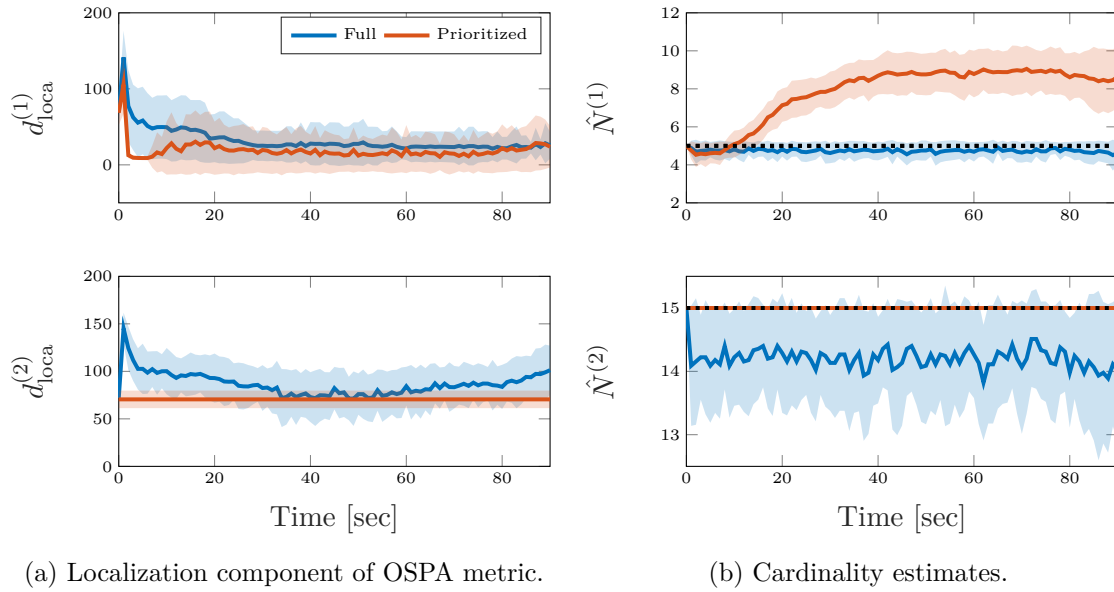 200
100
0
0 20 40 60 80
d_loca^(1)
Full Prioritized
12
10
8
6
4
2
0 20 40 60 80
N̂^(1)
200
150
100
50
0
0 20 40 60 80
d_loca^(2)
Time [sec]
15
14
13
0 20 40 60 80
N̂^(2)
Time [sec]
(a) Localization component of OSPA metric.
(b) Cardinality estimates.